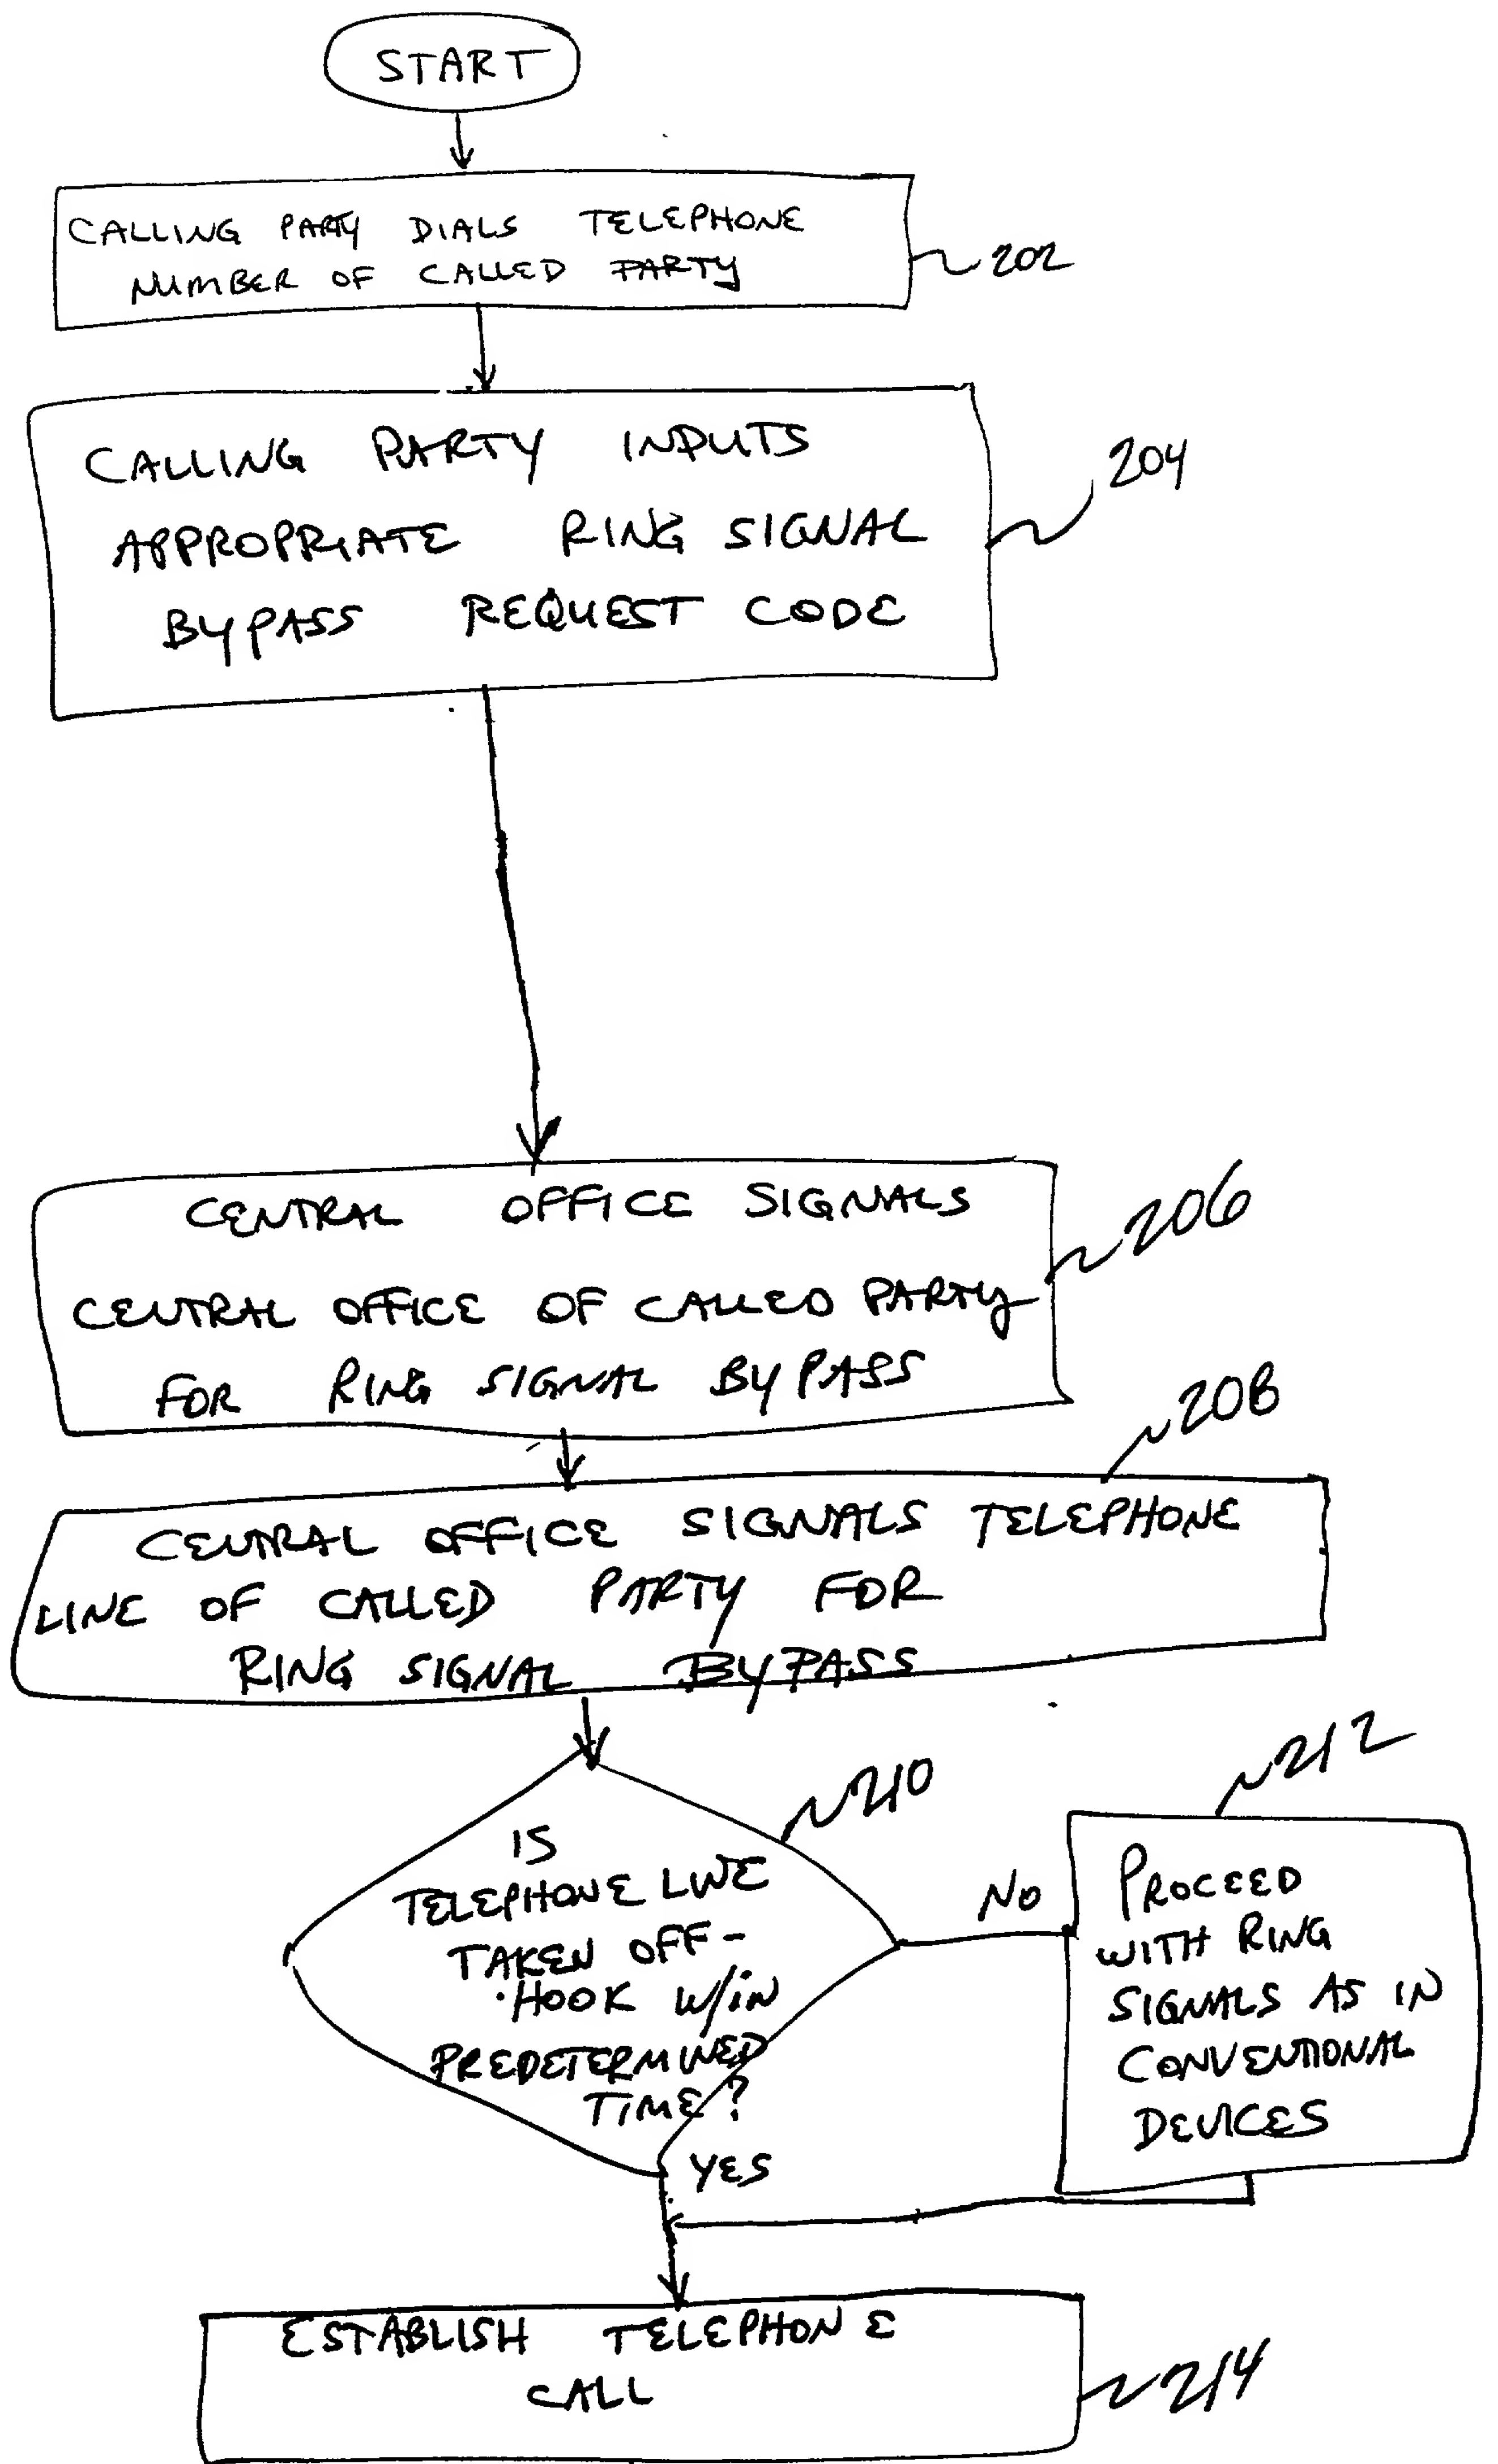 START
CALLING PARTY DIALS TELEPHONE
NUMBER OF CALLED PARTY
202
CALLING PARTY INPUTS
APPROPRIATE RING SIGNAL
BYPASS REQUEST CODE
204
CENTRAL OFFICE SIGNALS
CENTRAL OFFICE OF CALLED PARTY
FOR RING SIGNAL BYPASS
206
208
CENTRAL OFFICE SIGNALS TELEPHONE
LINE OF CALLED PARTY FOR
RING SIGNAL BYPASS
210
IS
TELEPHONE LINE
TAKEN OFF-
HOOK W/IN
PREDETERMINED
TIME?
NO
YES
212
PROCEED
WITH RING
SIGNALS AS IN
CONVENTIONAL
DEVICES
ESTABLISH TELEPHONE
CALL
214